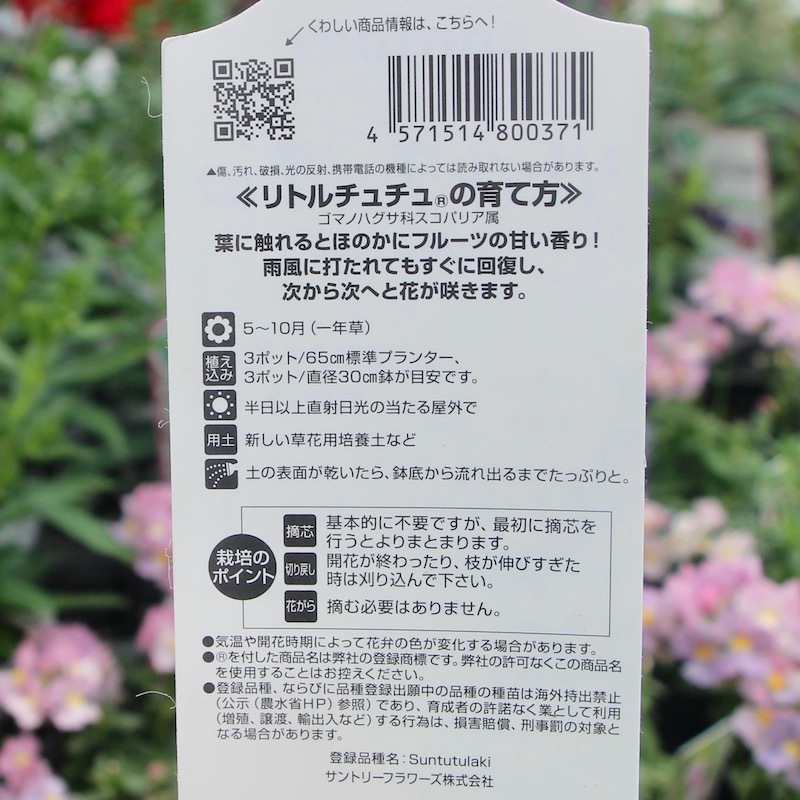 くわしい商品情報は、こちらへ!
4 571514 800371
▲傷、汚れ、破損、光の反射、携帯電話の機種によっては読み取れない場合があります。
≪リトルチュチュ®の育て方≫
ゴマノハグサ科スコパリア属
葉に触れるとほのかにフルーツの甘い香り!
雨風に打たれてもすぐに回復し、
次から次へと花が咲きます。
5〜10月(一年草)
植え込み 3ポット/65㎝標準プランター、
3ポット/直径30㎝鉢が目安です。
半日以上直射日光の当たる屋外で
用土 新しい草花用培養土など
土の表面が乾いたら、鉢底から流れ出るまでたっぷりと。
栽培のポイント
摘芯 基本的に不要ですが、最初に摘芯を
行うとよりまとまります。
切り戻し 開花が終わったり、枝が伸びすぎた
時は刈り込んで下さい。
花がら 摘む必要はありません。
●気温や開花時期によって花弁の色が変化する場合があります。
●®を付した商品名は弊社の登録商標です。弊社の許可なくこの商品名
を使用することはお控えください。
●登録品種、ならびに品種登録出願中の品種の種苗は海外持出禁止
(公示(農水省HP)参照)であり、育成者の許諾なく業として利用
(増殖、譲渡、輸出入など)する行為は、損害賠償、刑事罰の対象と
なる場合があります。
登録品種名:Suntutulaki
サントリーフラワーズ株式会社